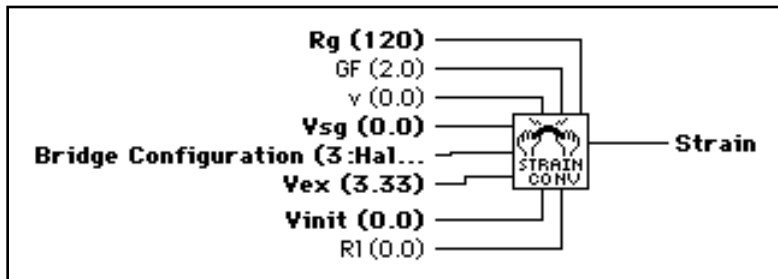 Rg (120)
GF (2.0)
v (0.0)
Vsg (0.0)
Bridge Configuration (3:Hal...
Vex (3.33)
Vinit (0.0)
R1 (0.0)
STRAIN
CONV
Strain